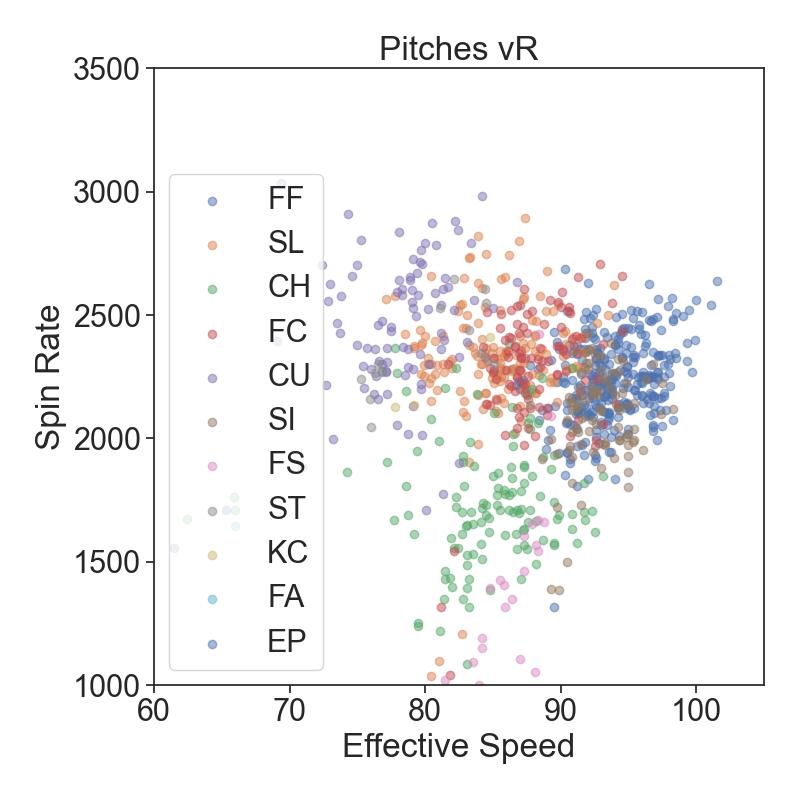 Pitches vR
3500
3000
2500
2000
1500
1000
Spin Rate
FF
SL
CH
FC
CU
SI
FS
ST
KC
FA
EP
60 70 80 90 100
Effective Speed